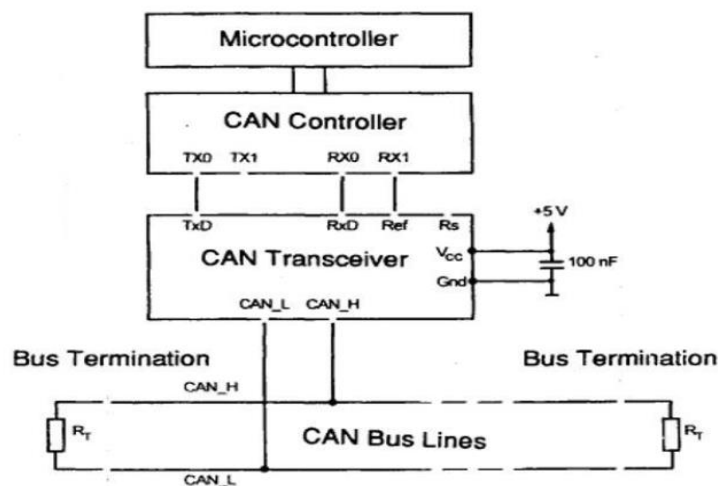 Microcontroller
CAN Controller
TX0 TX1 RX0 RX1
+5 V
TxD RxD Ref Rs
CAN Transceiver
Vcc
100 nF
Gnd
CAN_L CAN_H
Bus Termination
Bus Termination
CAN_H
RT
CAN Bus Lines
RT
CAN_L